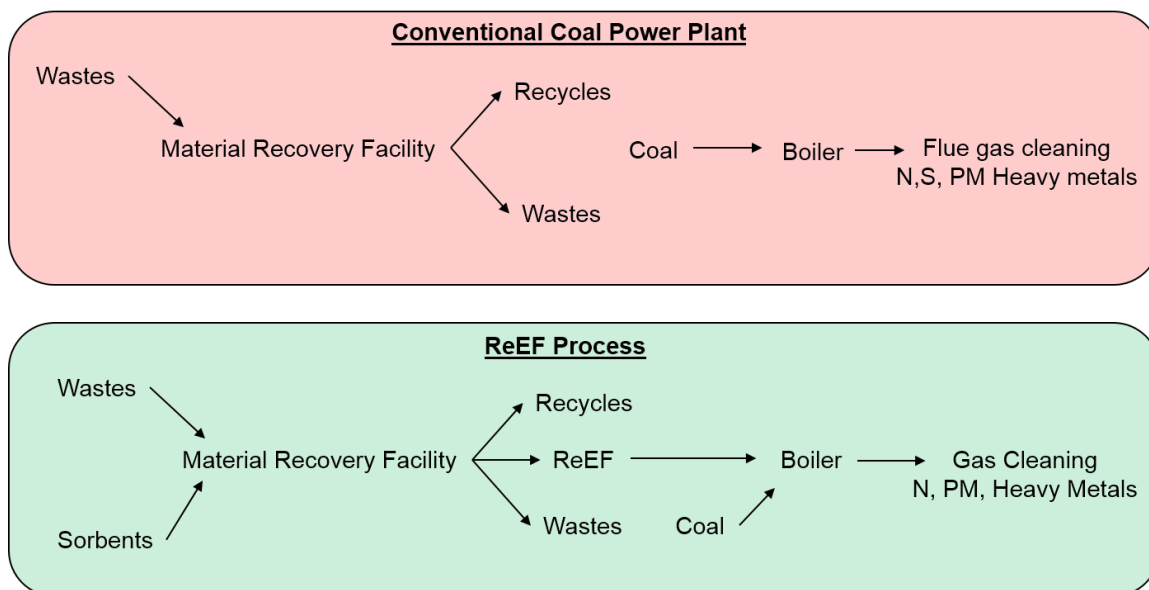 Conventional Coal Power Plant
Wastes
Recycles
Material Recovery Facility
Coal
Boiler
Flue gas cleaning
N,S, PM Heavy metals
Wastes
ReEF Process
Wastes
Recycles
Material Recovery Facility
ReEF
Boiler
Gas Cleaning
N, PM, Heavy Metals
Wastes
Coal
Sorbents